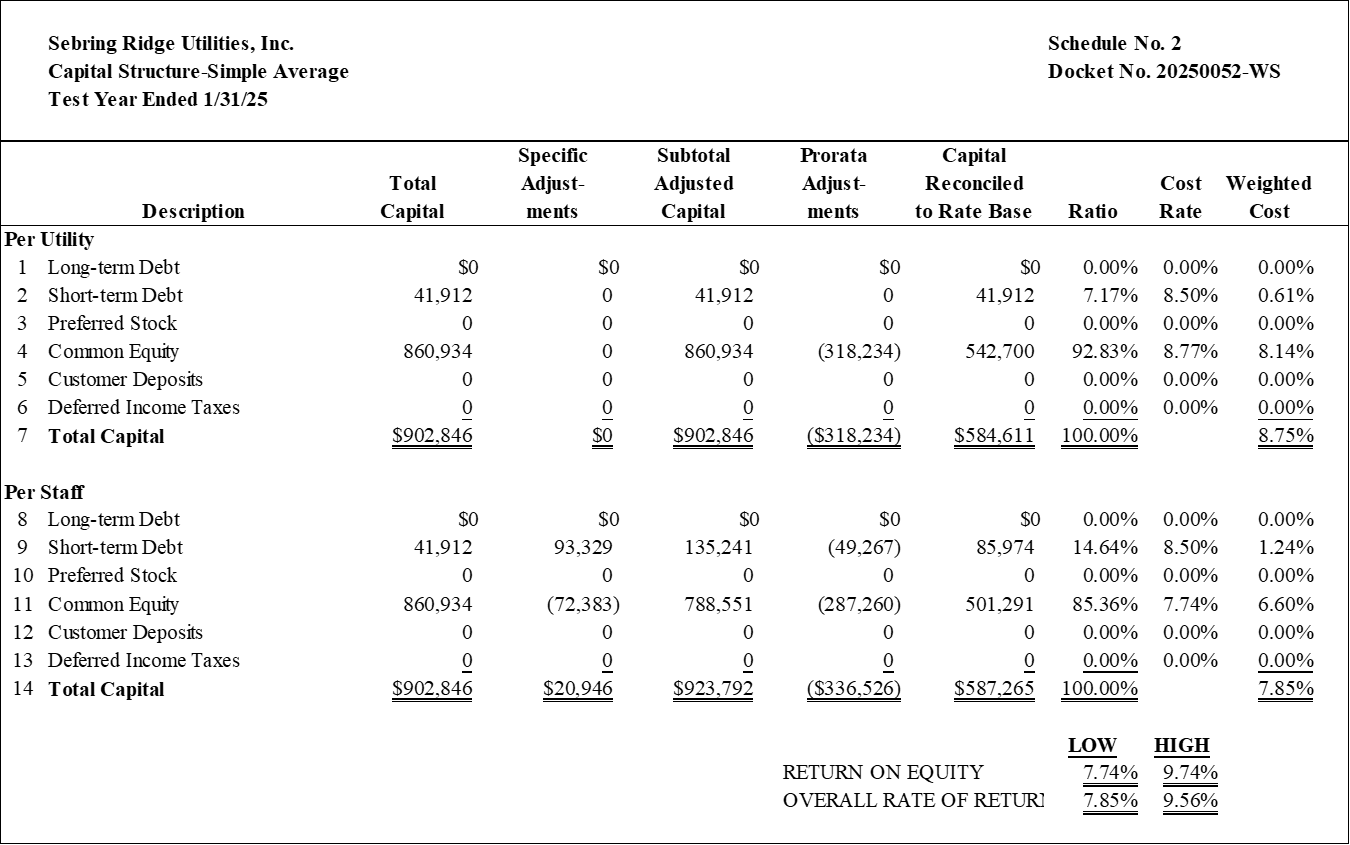 Sebring Ridge Utilities, Inc. Schedule No. 2
Capital Structure-Simple Average Docket No. 20250052-WS
Test Year Ended 1/31/25
Specific Subtotal Prorata Capital
Total Adjust- Adjusted Adjust- Reconciled Cost Weighted
Description Capital ments Capital ments to Rate Base Ratio Rate Cost
Per Utility
1 Long-term Debt $0 $0 $0 $0 $0 0.00% 0.00% 0.00%
2 Short-term Debt 41,912 0 41,912 0 41,912 7.17% 8.50% 0.61%
3 Preferred Stock 0 0 0 0 0 0.00% 0.00% 0.00%
4 Common Equity 860,934 0 860,934 (318,234) 542,700 92.83% 8.77% 8.14%
5 Customer Deposits 0 0 0 0 0 0.00% 0.00% 0.00%
6 Deferred Income Taxes 0 0 0 0 0 0.00% 0.00% 0.00%
7 Total Capital $902,846 $0 $902,846 ($318,234) $584,611 100.00% 8.75%
Per Staff
8 Long-term Debt $0 $0 $0 $0 $0 0.00% 0.00% 0.00%
9 Short-term Debt 41,912 93,329 135,241 (49,267) 85,974 14.64% 8.50% 1.24%
10 Preferred Stock 0 0 0 0 0 0.00% 0.00% 0.00%
11 Common Equity 860,934 (72,383) 788,551 (287,260) 501,291 85.36% 7.74% 6.60%
12 Customer Deposits 0 0 0 0 0 0.00% 0.00% 0.00%
13 Deferred Income Taxes 0 0 0 0 0 0.00% 0.00% 0.00%
14 Total Capital $902,846 $20,946 $923,792 ($336,526) $587,265 100.00% 7.85%
LOW HIGH
RETURN ON EQUITY 7.74% 9.74%
OVERALL RATE OF RETURN 7.85% 9.56%